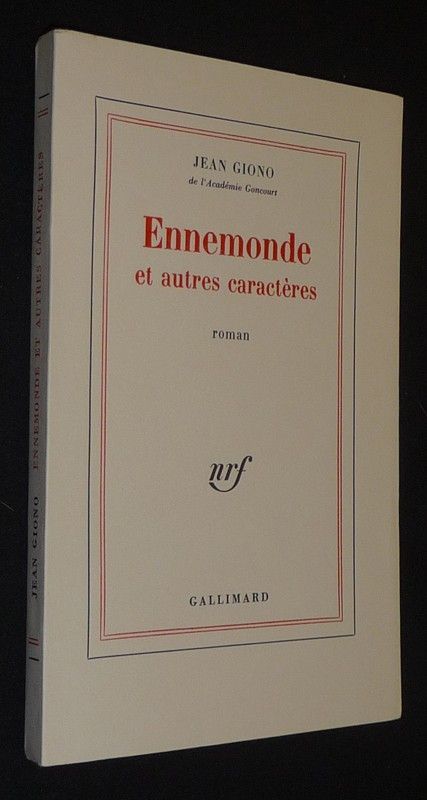 JEAN GIONO
de l'Académie Goncourt
Ennemonde
et autres caractères
roman
nrf
GALLIMARD
JEAN GIONO ENNEMONDE ET AUTRES CARACTÈRES